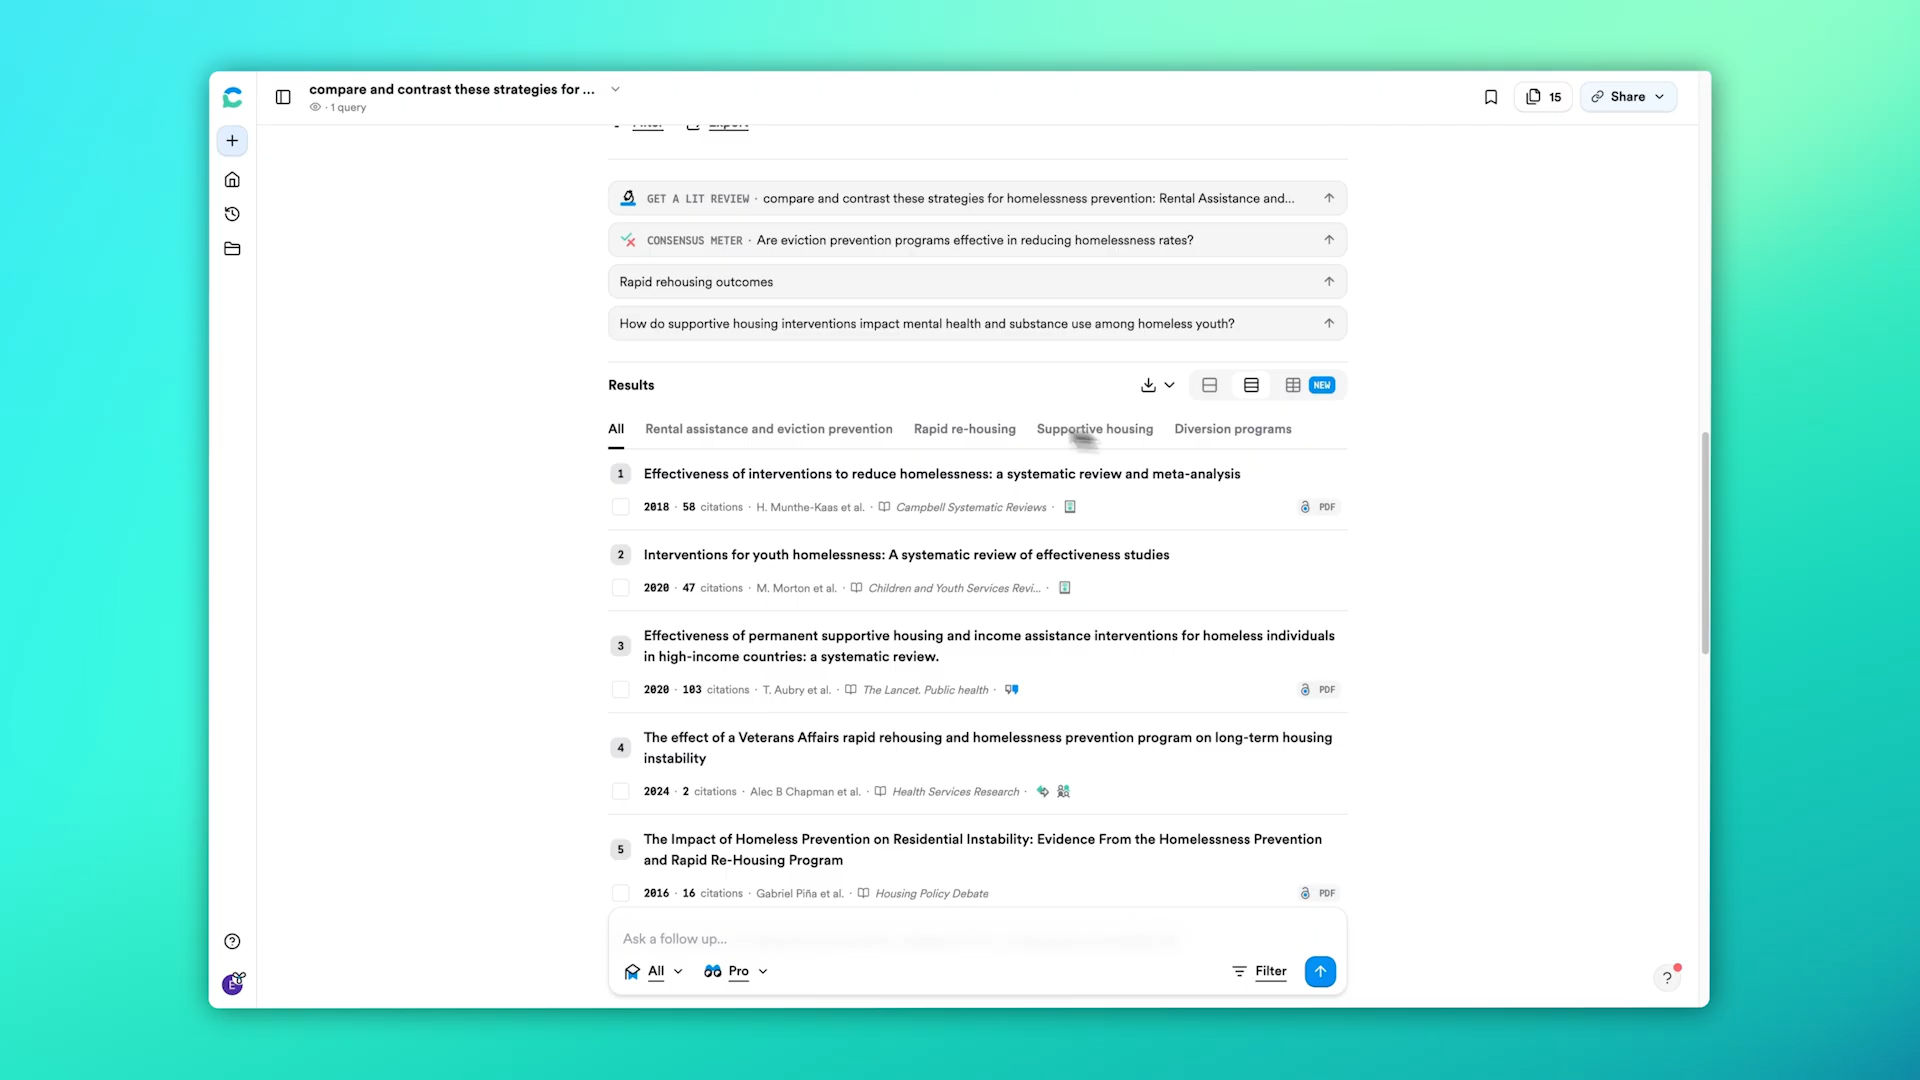 compare and contrast these strategies for ...
· 1 query
15
Share
Filter
Export
GET A LIT REVIEW · compare and contrast these strategies for homelessness prevention: Rental Assistance and...
CONSENSUS METER · Are eviction prevention programs effective in reducing homelessness rates?
Rapid rehousing outcomes
How do supportive housing interventions impact mental health and substance use among homeless youth?
Results
NEW
All
Rental assistance and eviction prevention
Rapid re-housing
Supportive housing
Diversion programs
1
Effectiveness of interventions to reduce homelessness: a systematic review and meta-analysis
2018 · 58 citations · H. Munthe-Kaas et al. · Campbell Systematic Reviews ·
PDF
2
Interventions for youth homelessness: A systematic review of effectiveness studies
2020 · 47 citations · M. Morton et al. · Children and Youth Services Revi... ·
3
Effectiveness of permanent supportive housing and income assistance interventions for homeless individuals
in high-income countries: a systematic review.
2020 · 103 citations · T. Aubry et al. · The Lancet. Public health ·
PDF
4
The effect of a Veterans Affairs rapid rehousing and homelessness prevention program on long-term housing
instability
2024 · 2 citations · Alec B Chapman et al. · Health Services Research ·
5
The Impact of Homeless Prevention on Residential Instability: Evidence From the Homelessness Prevention
and Rapid Re-Housing Program
2016 · 16 citations · Gabriel Piña et al. · Housing Policy Debate
PDF
Ask a follow up...
All
Pro
Filter
?
E
?